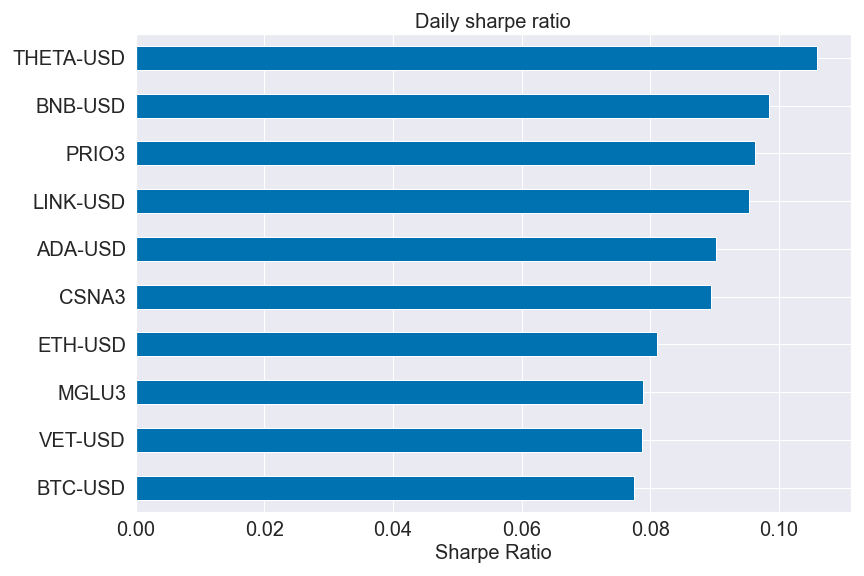 Daily sharpe ratio
THETA-USD
BNB-USD
PRIO3
LINK-USD
ADA-USD
CSNA3
ETH-USD
MGLU3
VET-USD
BTC-USD
0.00 0.02 0.04 0.06 0.08 0.10
Sharpe Ratio